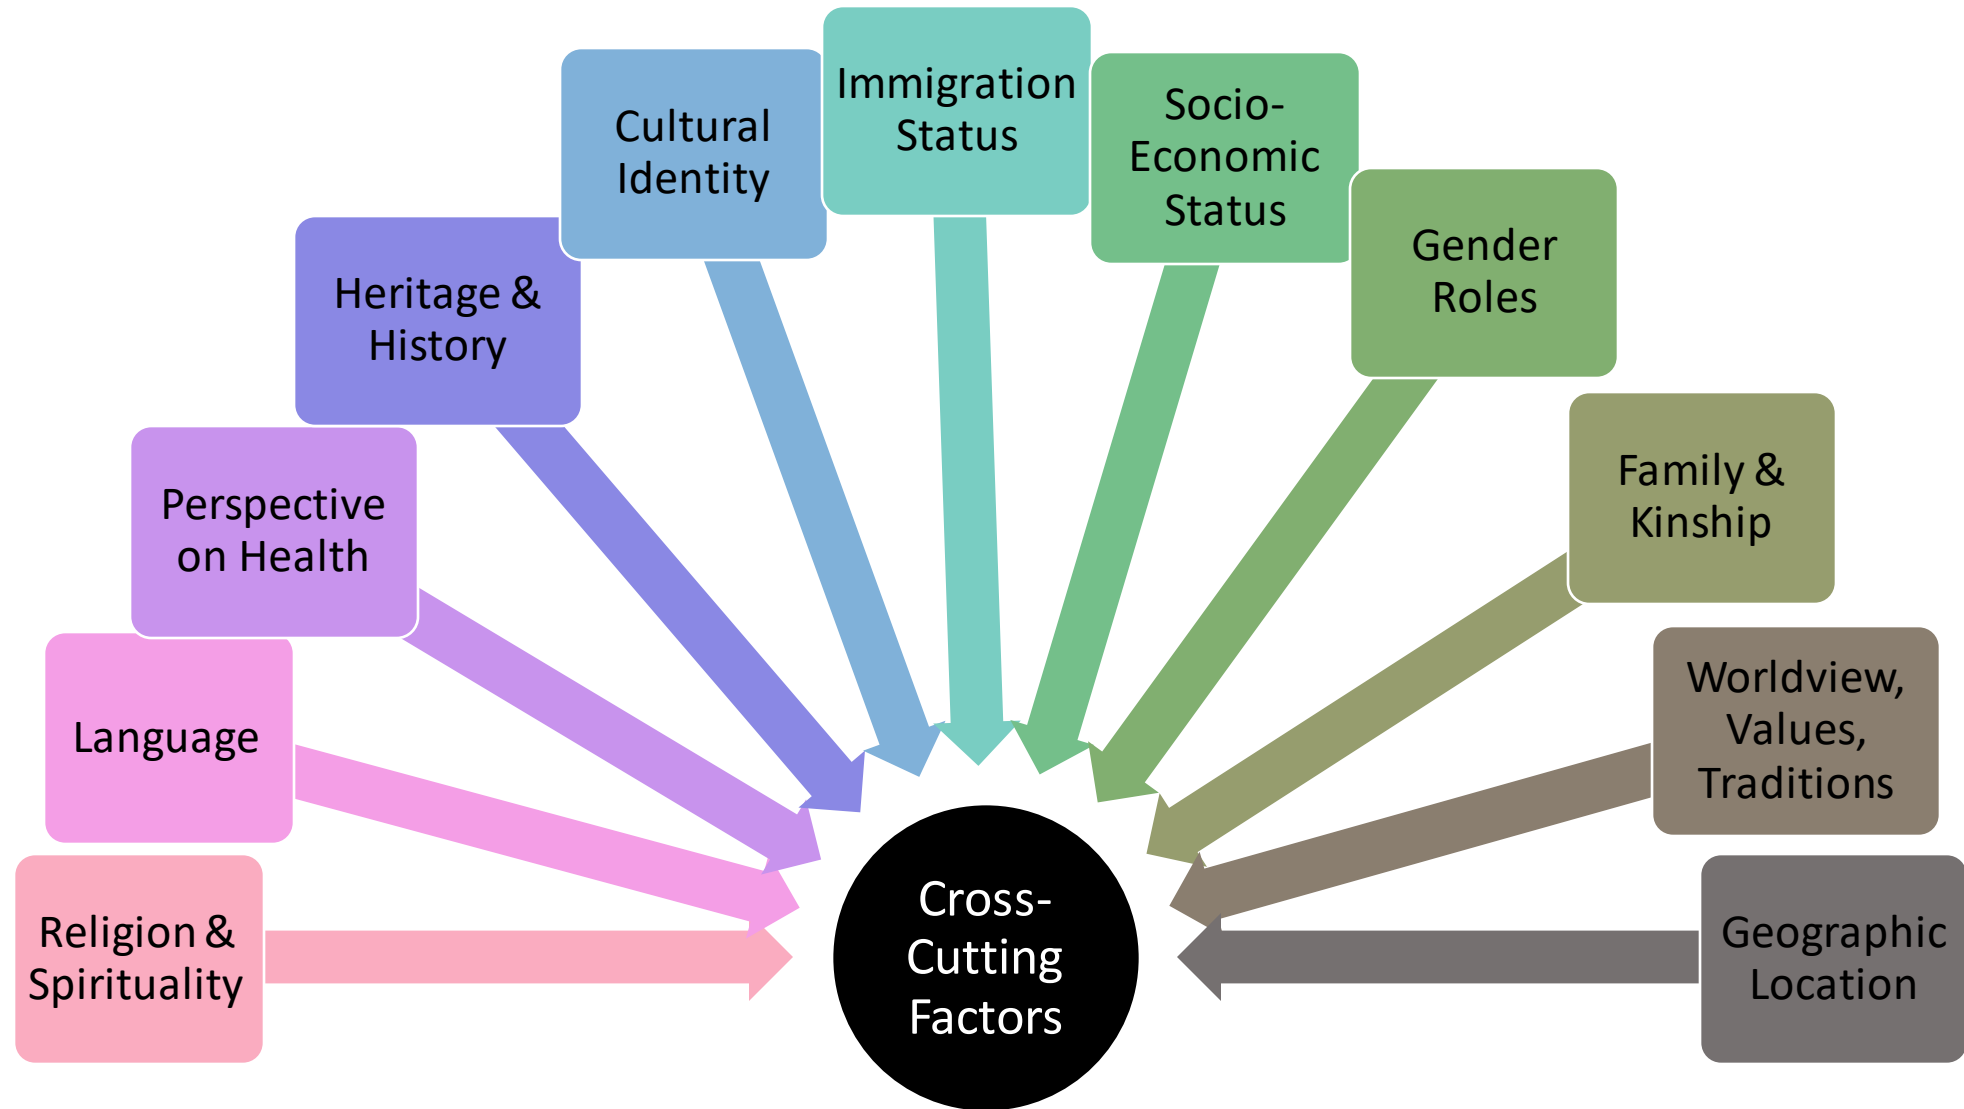 Immigration
Status
Cultural
Identity
Socio-
Economic
Status
Gender
Roles
Heritage &
History
Family &
Kinship
Perspective
on Health
Worldview,
Values,
Traditions
Language
Religion &
Spirituality
Cross-
Cutting
Factors
Geographic
Location